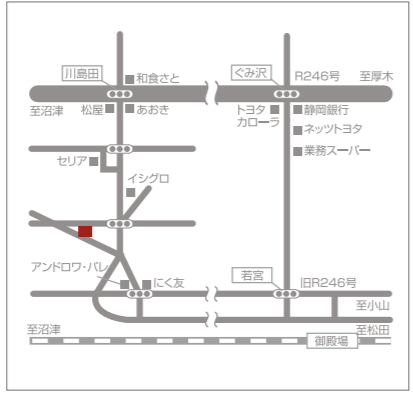 川島田
和食さと
ぐみ沢
R246号
至厚木
至沼津
松屋
あおき
トヨタ
カローラ
静岡銀行
ネッツトヨタ
業務スーパー
セリア
イシグロ
アンドロワ・パレ
にく友
若宮
旧R246号
至小山
至沼津
至松田
御殿場